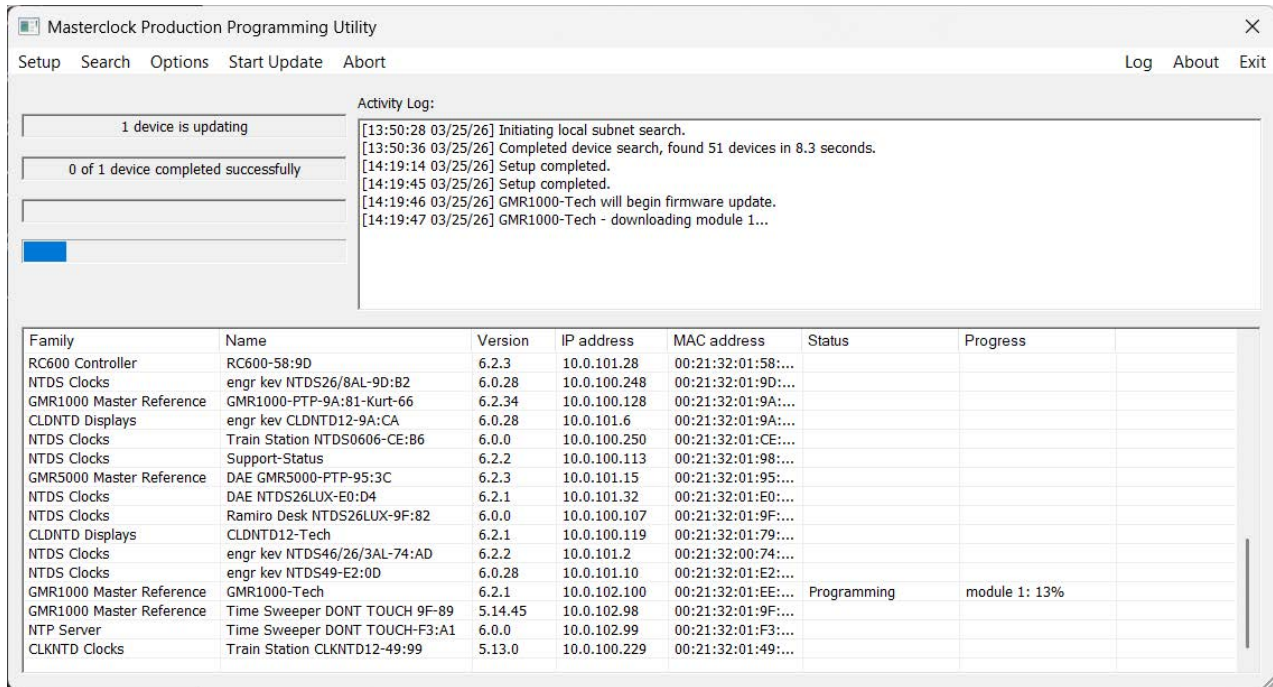 Masterclock Production Programming Utility
Setup Search Options Start Update Abort Log About Exit
Activity Log:
1 device is updating
0 of 1 device completed successfully
[13:50:28 03/25/26] Initiating local subnet search.
[13:50:36 03/25/26] Completed device search, found 51 devices in 8.3 seconds.
[14:19:14 03/25/26] Setup completed.
[14:19:45 03/25/26] Setup completed.
[14:19:46 03/25/26] GMR1000-Tech will begin firmware update.
[14:19:47 03/25/26] GMR1000-Tech - downloading module 1...
Family Name Version IP address MAC address Status Progress
RC600 Controller RC600-58:9D 6.2.3 10.0.101.28 00:21:32:01:58:...
NTDS Clocks engr kev NTDS26/8AL-9D:B2 6.0.28 10.0.100.248 00:21:32:01:9D:...
GMR1000 Master Reference GMR1000-PTP-9A:81-Kurt-66 6.2.34 10.0.100.128 00:21:32:01:9A:...
CLDNTD Displays engr kev CLDNTD12-9A:CA 6.0.28 10.0.101.6 00:21:32:01:9A:...
NTDS Clocks Train Station NTDS0606-CE:B6 6.0.0 10.0.100.250 00:21:32:01:CE:...
NTDS Clocks Support-Status 6.2.2 10.0.100.113 00:21:32:01:98:...
GMR5000 Master Reference DAE GMR5000-PTP-95:3C 6.2.3 10.0.101.15 00:21:32:01:95:...
NTDS Clocks DAE NTDS26LUX-E0:D4 6.2.1 10.0.101.32 00:21:32:01:E0:...
NTDS Clocks Ramiro Desk NTDS26LUX-9F:82 6.0.0 10.0.100.107 00:21:32:01:9F:...
CLDNTD Displays CLDNTD12-Tech 6.2.1 10.0.100.119 00:21:32:01:79:...
NTDS Clocks engr kev NTDS46/26/3AL-74:AD 6.2.2 10.0.101.2 00:21:32:00:74:...
NTDS Clocks engr kev NTDS49-E2:0D 6.0.28 10.0.101.10 00:21:32:01:E2:...
GMR1000 Master Reference GMR1000-Tech 6.2.1 10.0.102.100 00:21:32:01:EE:... Programming module 1: 13%
GMR1000 Master Reference Time Sweeper DONT TOUCH 9F-89 5.14.45 10.0.102.98 00:21:32:01:9F:...
NTP Server Time Sweeper DONT TOUCH-F3:A1 6.0.0 10.0.102.99 00:21:32:01:F3:...
CLKNTD Clocks Train Station CLKNTD12-49:99 5.13.0 10.0.100.229 00:21:32:01:49:...